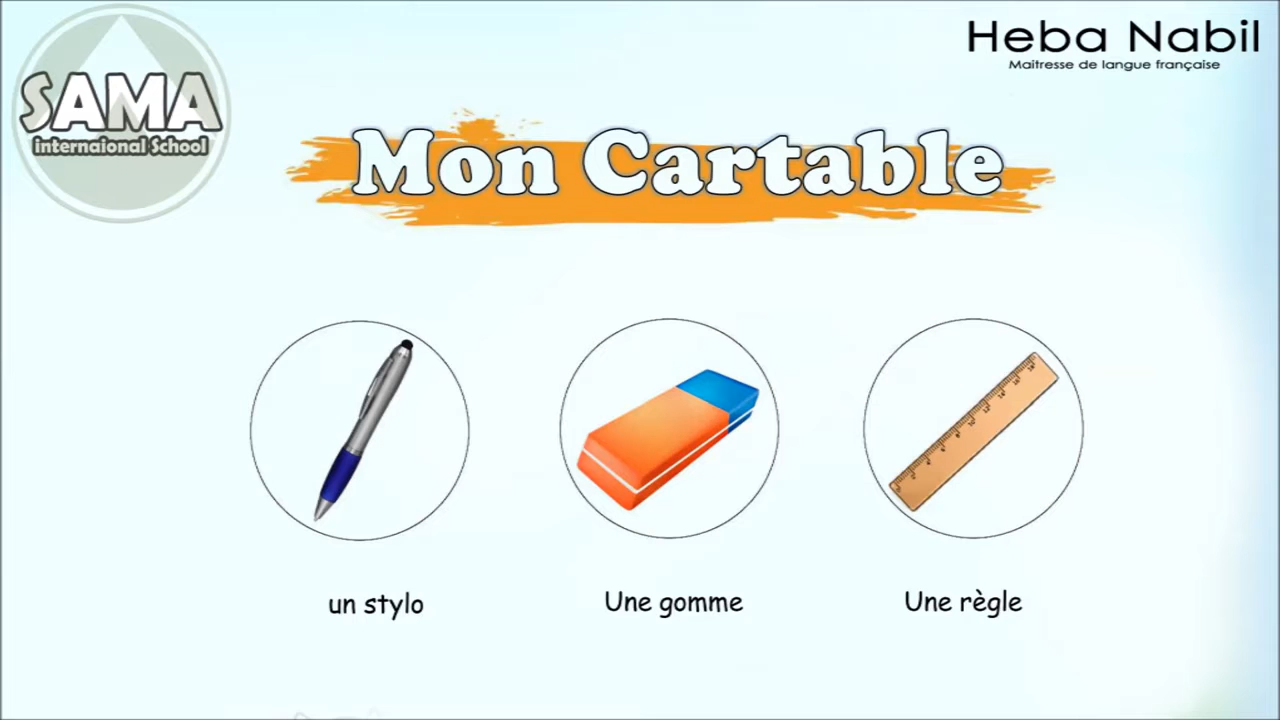 SAMA
internaional School
Heba Nabil
Maitresse de langue française
Mon Cartable
un stylo
Une gomme
Une règle